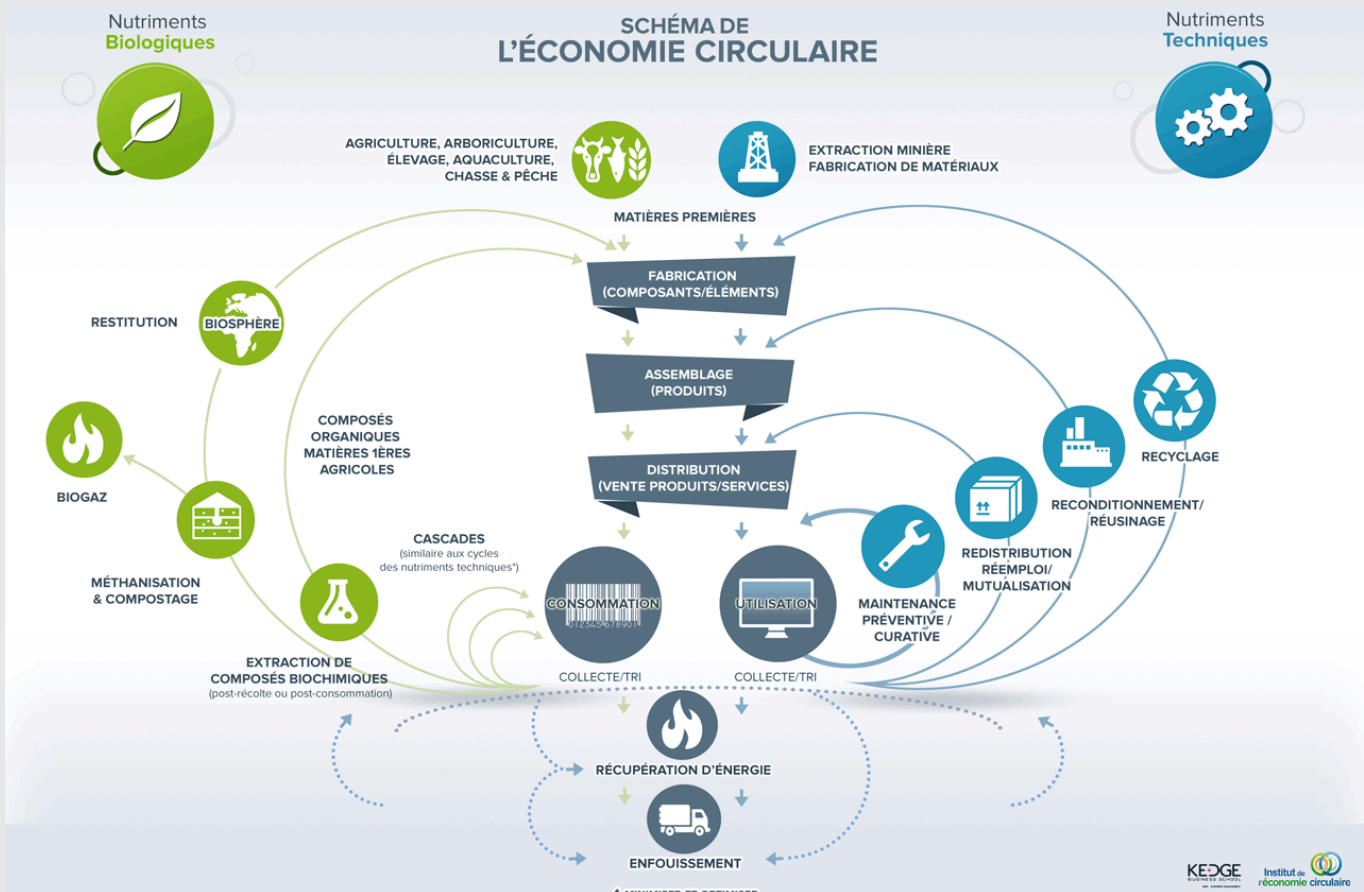 Nutriments
Biologiques
SCHÉMA DE
L'ÉCONOMIE CIRCULAIRE
Nutriments
Techniques
AGRICULTURE, ARBORICULTURE,
ÉLEVAGE, AQUACULTURE,
CHASSE & PÊCHE
EXTRACTION MINIÈRE
FABRICATION DE MATÉRIAUX
MATIÈRES PREMIÈRES
FABRICATION
(COMPOSANTS/ÉLÉMENTS)
RESTITUTION
BIOSPHÈRE
ASSEMBLAGE
(PRODUITS)
COMPOSÉS
ORGANIQUES
MATIÈRES 1ÈRES
AGRICOLES
RECYCLAGE
DISTRIBUTION
(VENTE PRODUITS/SERVICES)
BIOGAZ
RECONDITIONNEMENT/
RÉUSINAGE
CASCADES
(similaire aux cycles
des nutriments techniques*)
REDISTRIBUTION
RÉEMPLOI/
MUTUALISATION
MÉTHANISATION
& COMPOSTAGE
CONSOMMATION
012345678901
UTILISATION
MAINTENANCE
PRÉVENTIVE /
CURATIVE
EXTRACTION DE
COMPOSÉS BIOCHIMIQUES
(post-récolte ou post-consommation)
COLLECTE/TRI
COLLECTE/TRI
RÉCUPÉRATION D'ÉNERGIE
ENFOUISSEMENT
À MINIMISER ET OPTIMISER
KEDGE
BUSINESS SCHOOL
Institut de
l'économie circulaire